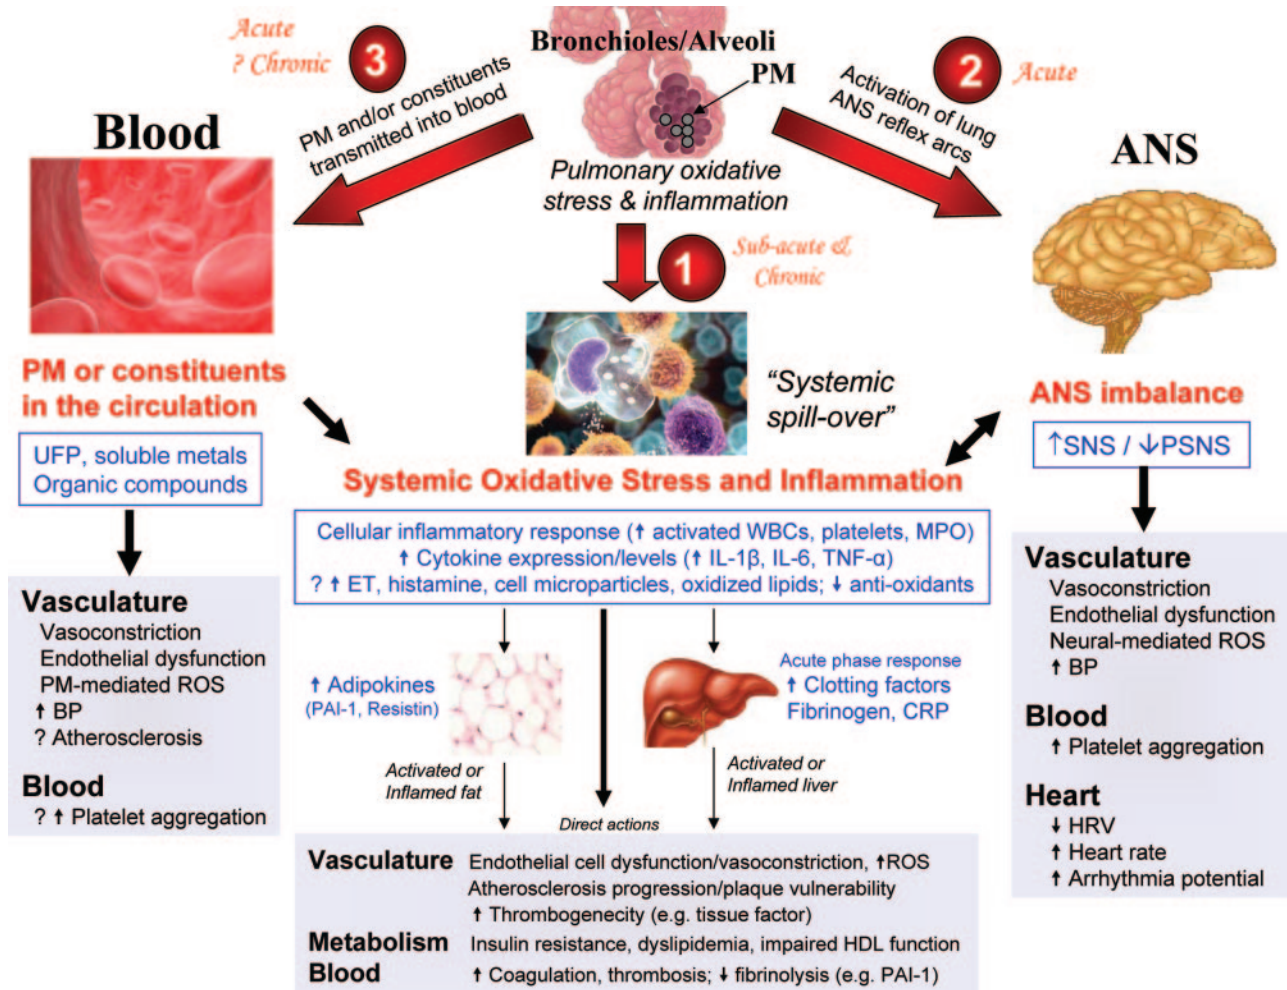 Bronchioles/Alveoli
PM
Acute
? Chronic
3
PM and/or constituents
transmitted into blood
2
Acute
Activation of lung
ANS reflex arcs
Blood
ANS
Pulmonary oxidative
stress & inflammation
1
Sub-acute &
Chronic
"Systemic
spill-over"
PM or constituents
in the circulation
UFP, soluble metals
Organic compounds
Vasculature
Vasoconstriction
Endothelial dysfunction
PM-mediated ROS
↑ BP
? Atherosclerosis
Blood
? ↑ Platelet aggregation
Systemic Oxidative Stress and Inflammation
Cellular inflammatory response (↑ activated WBCs, platelets, MPO)
↑ Cytokine expression/levels (↑ IL-1β, IL-6, TNF-α)
? ↑ ET, histamine, cell microparticles, oxidized lipids; ↓ anti-oxidants
↑ Adipokines
(PAI-1, Resistin)
Activated or
Inflamed fat
Acute phase response
↑ Clotting factors
Fibrinogen, CRP
Activated or
Inflamed liver
Direct actions
Vasculature Endothelial cell dysfunction/vasoconstriction, ↑ROS
Atherosclerosis progression/plaque vulnerability
↑ Thrombogenecity (e.g. tissue factor)
Metabolism Insulin resistance, dyslipidemia, impaired HDL function
Blood ↑ Coagulation, thrombosis; ↓ fibrinolysis (e.g. PAI-1)
ANS imbalance
↑SNS / ↓PSNS
Vasculature
Vasoconstriction
Endothelial dysfunction
Neural-mediated ROS
↑ BP
Blood
↑ Platelet aggregation
Heart
↓ HRV
↑ Heart rate
↑ Arrhythmia potential